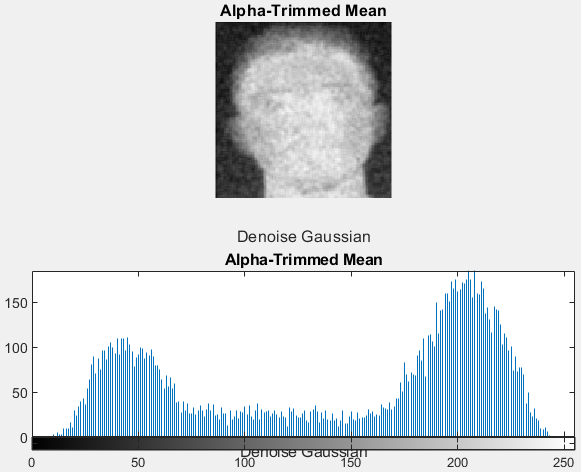 Alpha-Trimmed Mean
Denoise Gaussian
Alpha-Trimmed Mean
150
100
50
0
Denoise Gaussian
0 50 100 150 200 250